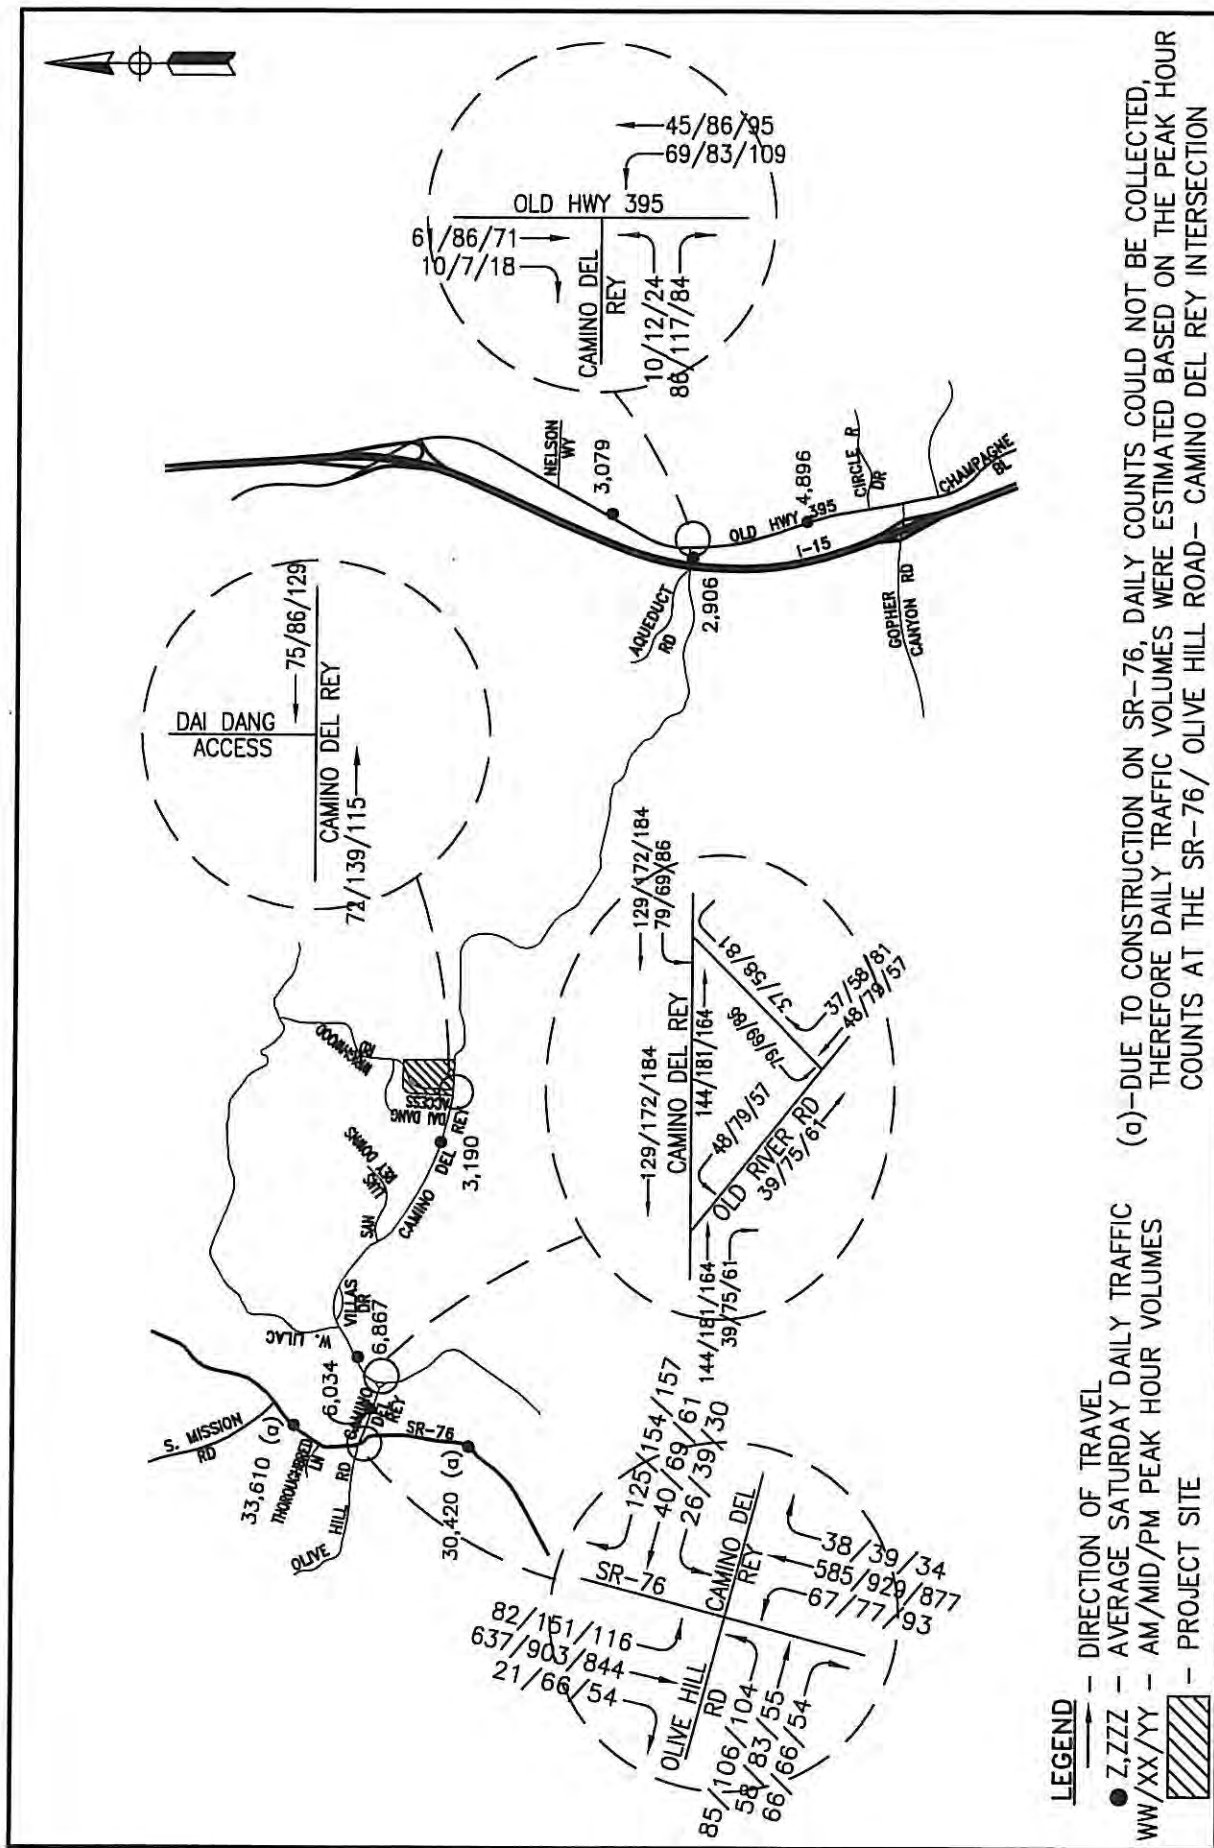 S. MISSION
RD
33,610 (a)
THOROUGHBRED
LN
OLIVE HILL RD
SR-76
30,420 (a)
6,034
CAMINO
DEL
REY
6,867
W. LILAC
VILLAS
DR
SAN
LUIS
REY DOWNS
CAMINO DEL REY
3,190
DAI DANG
ACCESS
WRIGHTWOOD
RD
AQUEDUCT
RD
2,906
NELSON
WY
3,079
OLD HWY 395
4,896
I-15
CIRCLE R
DR
GOPHER
CANYON RD
CHAMPAGNE
BL
DAI DANG
ACCESS
75/86/129
CAMINO DEL REY
72/139/115
OLD HWY 395
45/86/95
69/83/109
/86/71
10/7/18
CAMINO DEL
REY
10/12/24
86/117/84
129/172/184
129/172/184
79/69/86
CAMINO DEL REY
144/181/164
144/181/164
39/75/61
48/79/57
OLD RIVER RD
39/75/61
79/69/86
37/58/81
37/58/81
48/79/57
125/154/157
40/69/61
26/39/30
SR-76
CAMINO DEL
REY
82/151/116
637/903/844
21/66/54
OLIVE HILL
RD
38/39/34
585/929/877
67/77/93
85/106/104
58/83/55
66/66/54
LEGEND
- DIRECTION OF TRAVEL
Z,ZZZ - AVERAGE SATURDAY DAILY TRAFFIC
WW/XX/YY - AM/MID/PM PEAK HOUR VOLUMES
- PROJECT SITE
(a)-DUE TO CONSTRUCTION ON SR-76, DAILY COUNTS COULD NOT BE COLLECTED,
THEREFORE DAILY TRAFFIC VOLUMES WERE ESTIMATED BASED ON THE PEAK HOUR
COUNTS AT THE SR-76/ OLIVE HILL ROAD- CAMINO DEL REY INTERSECTION